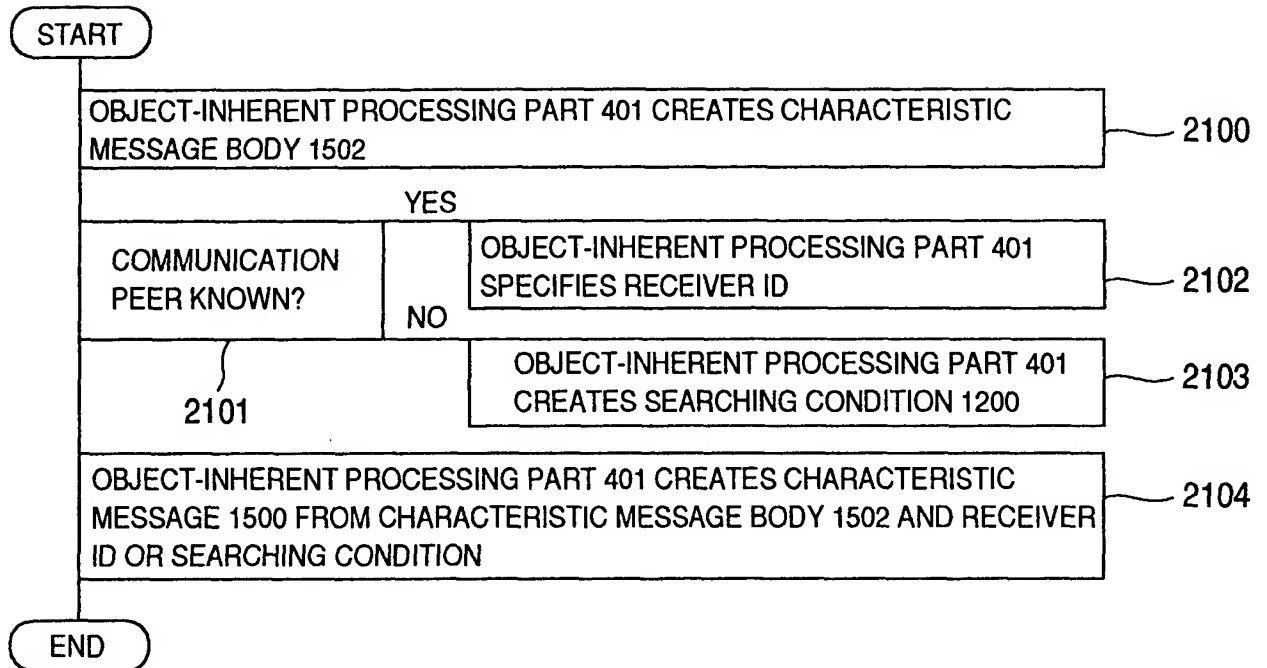 START
OBJECT-INHERENT PROCESSING PART 401 CREATES CHARACTERISTIC
MESSAGE BODY 1502
2100
YES
COMMUNICATION
PEER KNOWN?
2101
OBJECT-INHERENT PROCESSING PART 401
SPECIFIES RECEIVER ID
2102
NO
OBJECT-INHERENT PROCESSING PART 401
CREATES SEARCHING CONDITION 1200
2103
OBJECT-INHERENT PROCESSING PART 401 CREATES CHARACTERISTIC
MESSAGE 1500 FROM CHARACTERISTIC MESSAGE BODY 1502 AND RECEIVER
ID OR SEARCHING CONDITION
2104
END